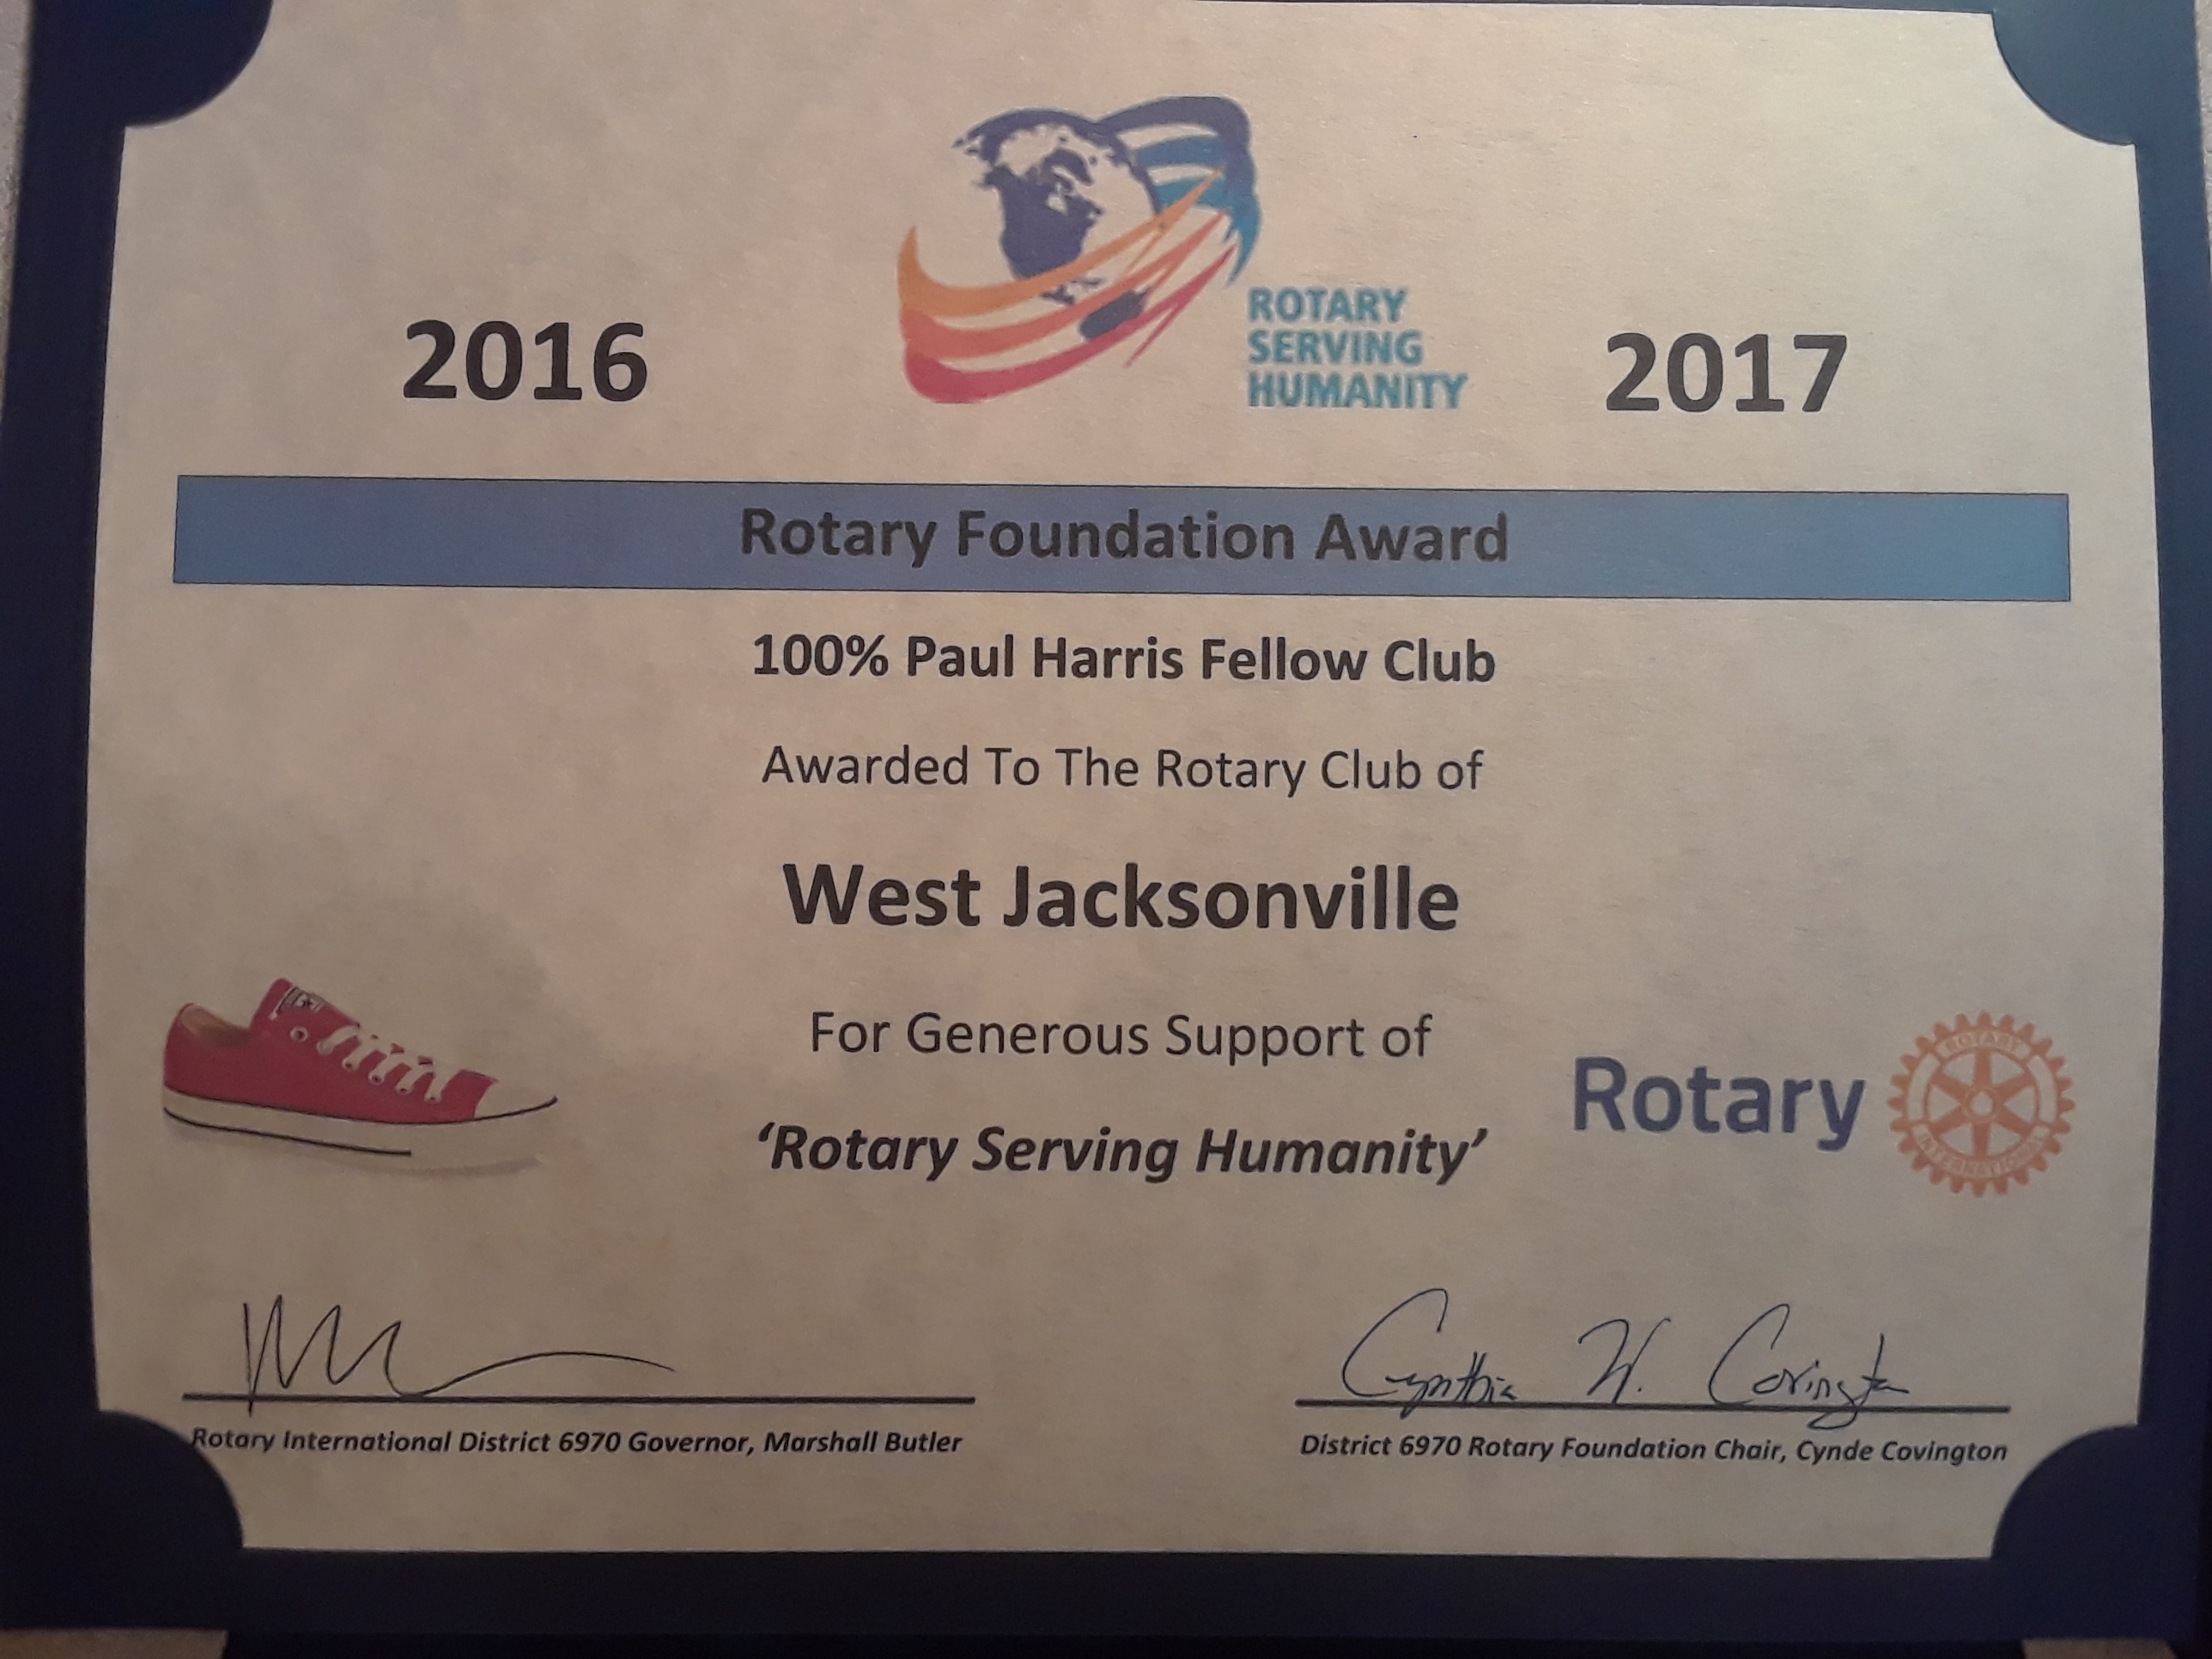 2016
ROTARY
SERVING
HUMANITY
2017
Rotary Foundation Award
100% Paul Harris Fellow Club
Awarded To The Rotary Club of
West Jacksonville
For Generous Support of
‘Rotary Serving Humanity’
Rotary
ROTARY
INTERNATIONAL
Cynthia W. Covington
Rotary International District 6970 Governor, Marshall Butler
District 6970 Rotary Foundation Chair, Cynde Covington